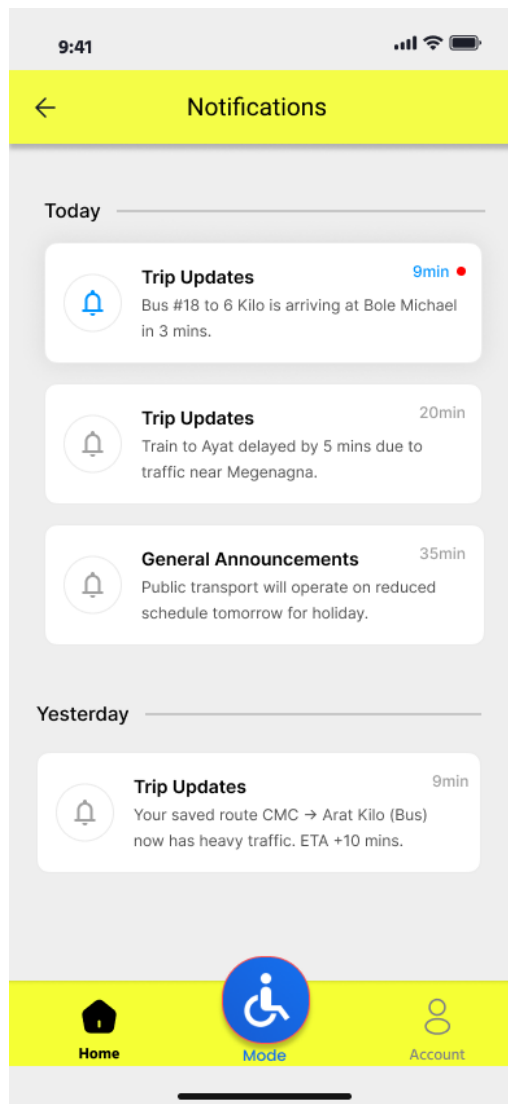 9:41
Notifications
Today
Trip Updates
9min
Bus #18 to 6 Kilo is arriving at Bole Michael
in 3 mins.
Trip Updates
20min
Train to Ayat delayed by 5 mins due to
traffic near Megenagna.
General Announcements
35min
Public transport will operate on reduced
schedule tomorrow for holiday.
Yesterday
Trip Updates
9min
Your saved route CMC → Arat Kilo (Bus)
now has heavy traffic. ETA +10 mins.
Home
Mode
Account